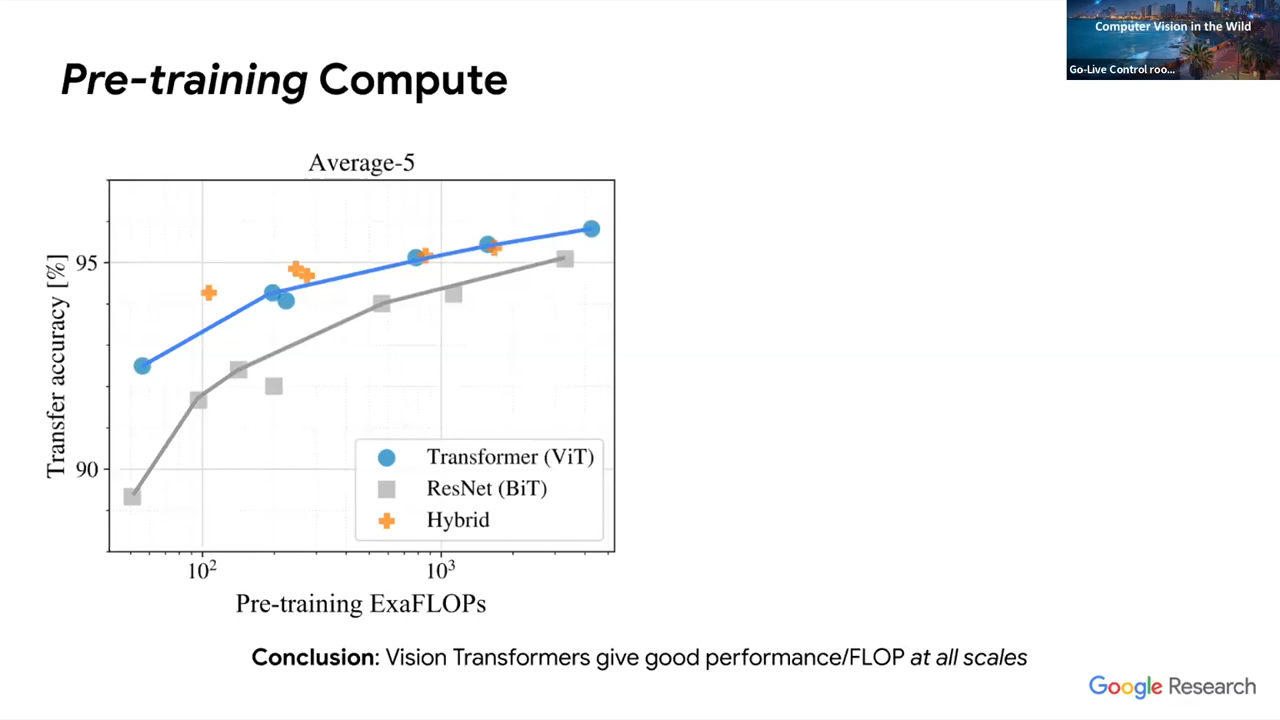 Computer Vision in the Wild
Go-Live Control roo...
Pre-training Compute
Average-5
Transfer accuracy [%]
95
90
Transformer (ViT)
ResNet (BiT)
Hybrid
10² 10³
Pre-training ExaFLOPs
Conclusion: Vision Transformers give good performance/FLOP at all scales
Google Research